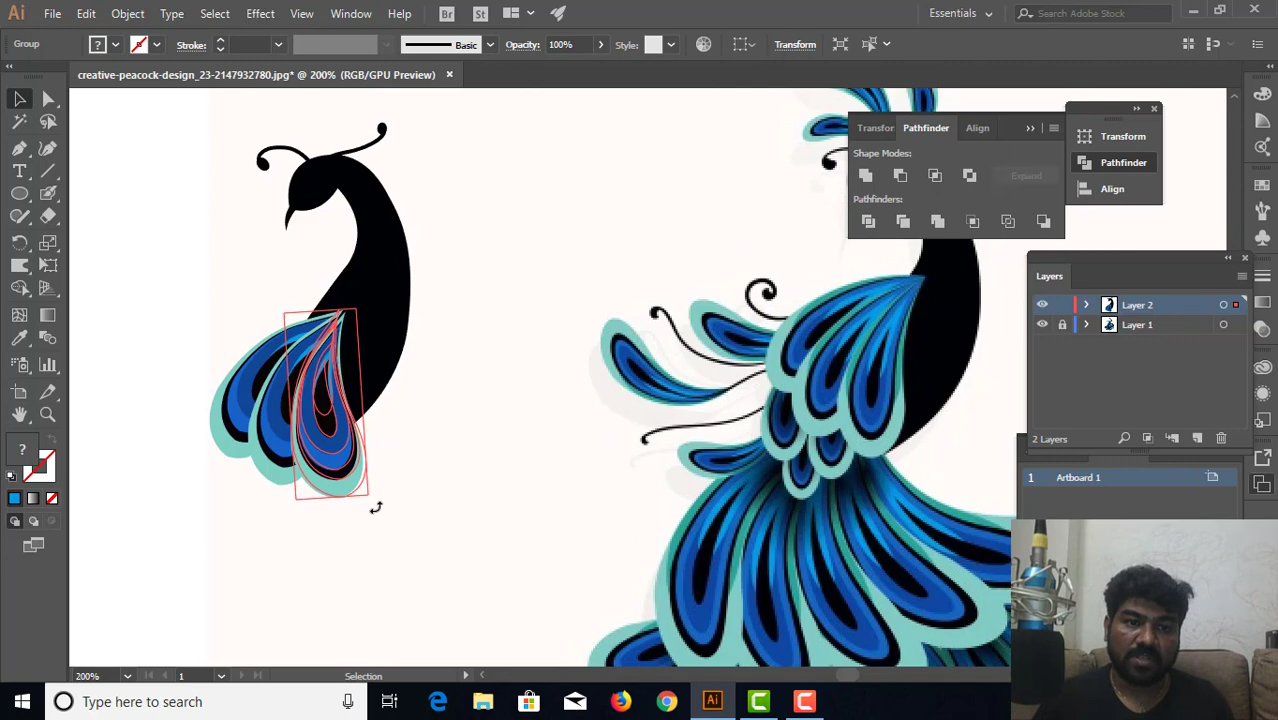 Ai File Edit Object Type Select Effect View Window Help Br St Essentials Search Adobe Stock
Group ? Stroke: Basic Opacity: 100% Style: Transform
creative-peacock-design_23-2147932780.jpg* @ 200% (RGB/GPU Preview)
Transfor Pathfinder Align
Shape Modes:
Expand
Pathfinders:
Transform
Pathfinder
Align
Layers
Layer 2
Layer 1
2 Layers
1 Artboard 1
?
200% 1 Selection
Type here to search
Ai